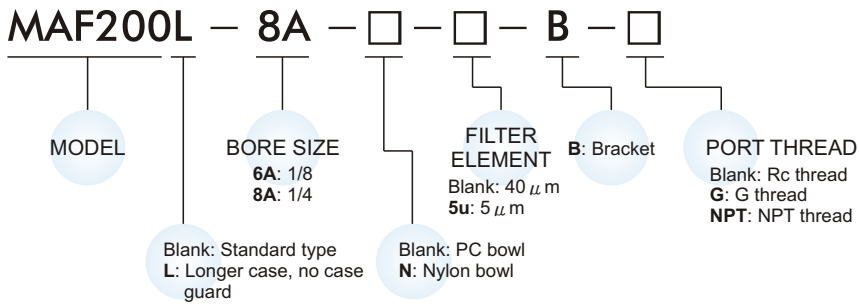 MAF200L – 8A – □ – □ – B – □
MODEL
BORE SIZE
6A: 1/8
8A: 1/4
FILTER
ELEMENT
Blank: 40 μm
5u: 5 μm
B: Bracket
PORT THREAD
Blank: Rc thread
G: G thread
NPT: NPT thread
Blank: Standard type
L: Longer case, no case
guard
Blank: PC bowl
N: Nylon bowl